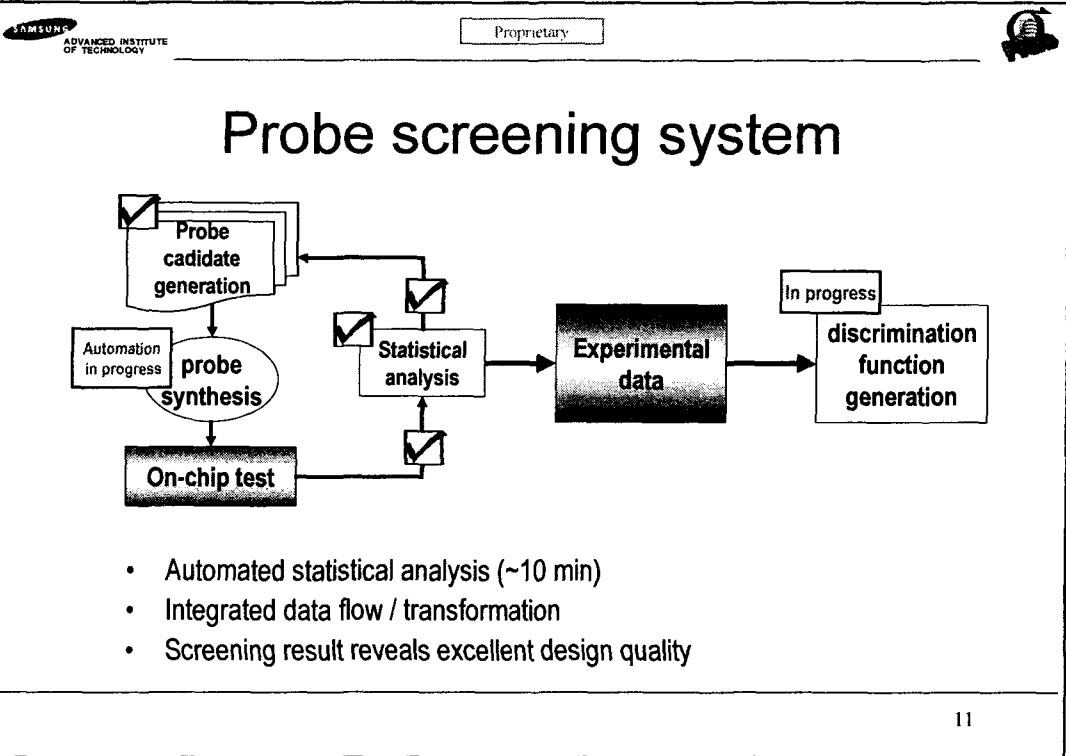 SAMSUNG
ADVANCED INSTITUTE
OF TECHNOLOGY
Proprietary
Probe screening system
Probe
cadidate
generation
Automation
in progress
probe
synthesis
On-chip test
Statistical
analysis
Experimental
data
In progress
discrimination
function
generation
• Automated statistical analysis (~10 min)
• Integrated data flow / transformation
• Screening result reveals excellent design quality
11